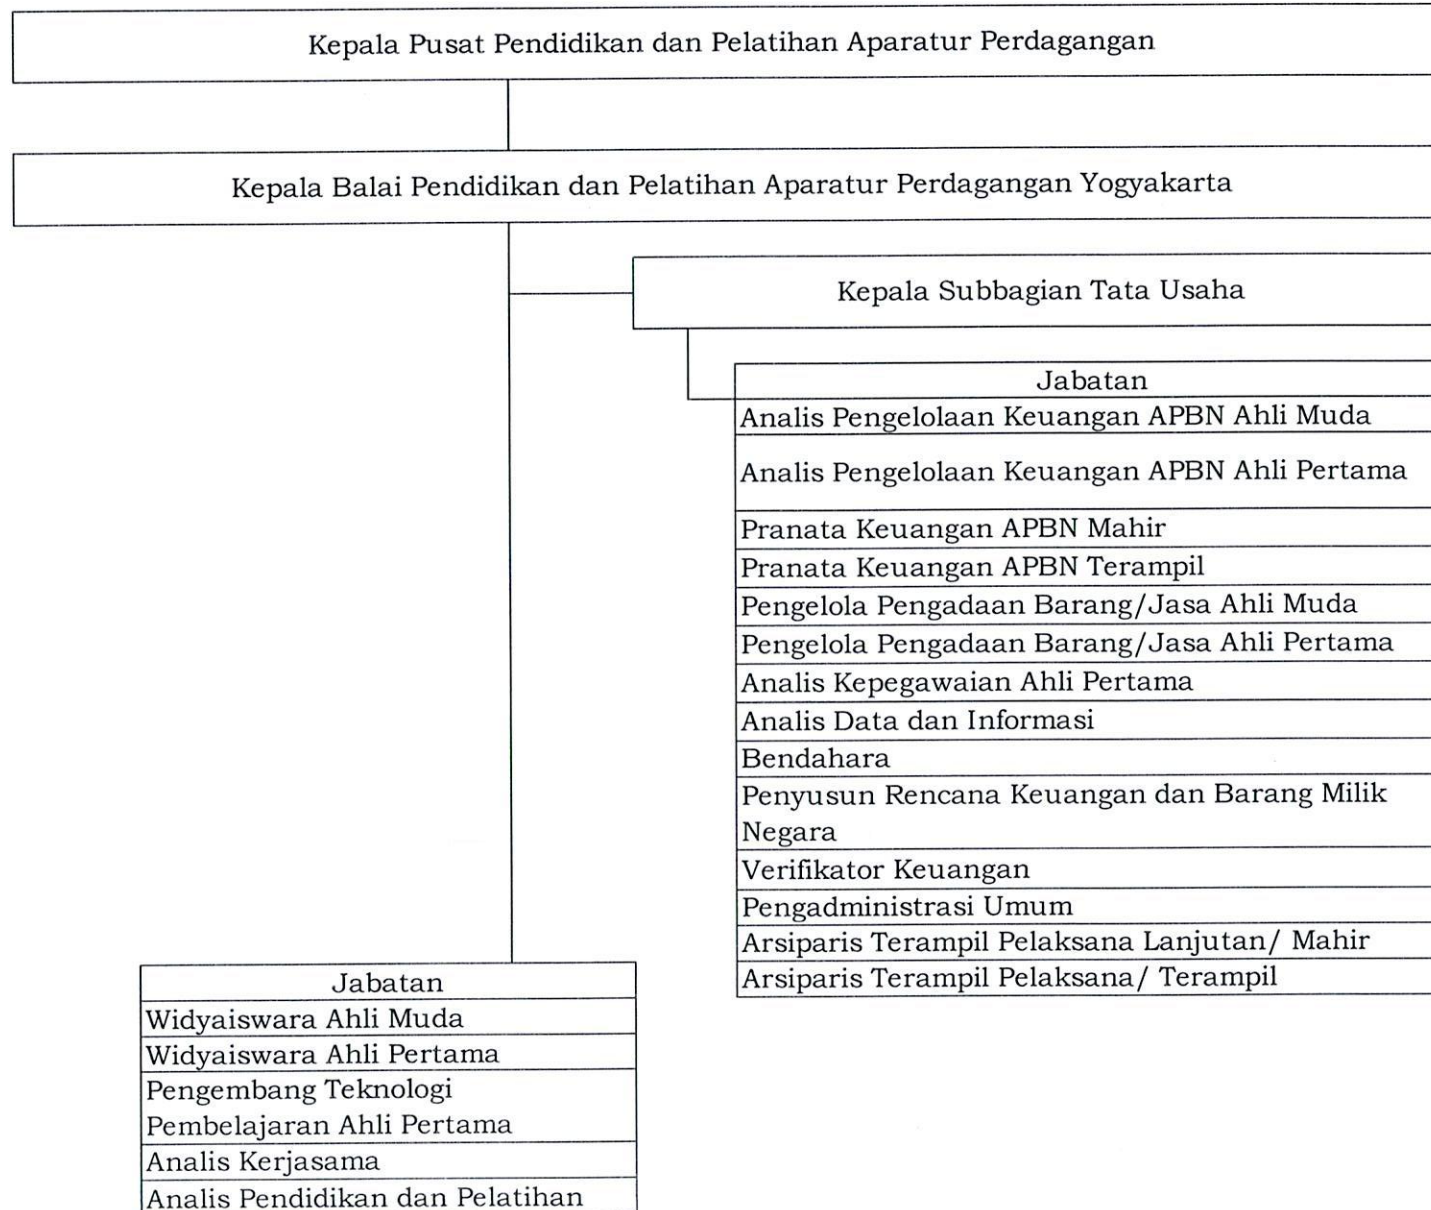 Kepala Pusat Pendidikan dan Pelatihan Aparatur Perdagangan
Kepala Balai Pendidikan dan Pelatihan Aparatur Perdagangan Yogyakarta
Kepala Subbagian Tata Usaha
Jabatan
Analis Pengelolaan Keuangan APBN Ahli Muda
Analis Pengelolaan Keuangan APBN Ahli Pertama
Pranata Keuangan APBN Mahir
Pranata Keuangan APBN Terampil
Pengelola Pengadaan Barang/Jasa Ahli Muda
Pengelola Pengadaan Barang/Jasa Ahli Pertama
Analis Kepegawaian Ahli Pertama
Analis Data dan Informasi
Bendahara
Penyusun Rencana Keuangan dan Barang Milik
Negara
Verifikator Keuangan
Pengadministrasi Umum
Arsiparis Terampil Pelaksana Lanjutan/ Mahir
Arsiparis Terampil Pelaksana/ Terampil
Jabatan
Widyaiswara Ahli Muda
Widyaiswara Ahli Pertama
Pengembang Teknologi
Pembelajaran Ahli Pertama
Analis Kerjasama
Analis Pendidikan dan Pelatihan